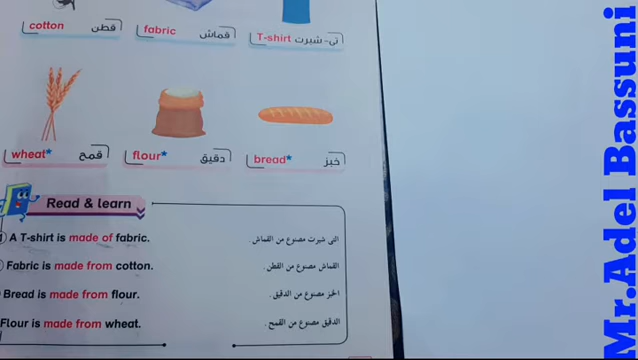 cotton قطن
fabric قماش
T-shirt تى-شيرت
wheat* قمح
flour* دقيق
bread* خبز
Read & learn
A T-shirt is made of fabric.
التى شيرت مصنوع من القماش.
Fabric is made from cotton.
القماش مصنوع من القطن.
Bread is made from flour.
الخبز مصنوع من الدقيق.
Flour is made from wheat.
الدقيق مصنوع من القمح.
Mr.Adel Bassuni